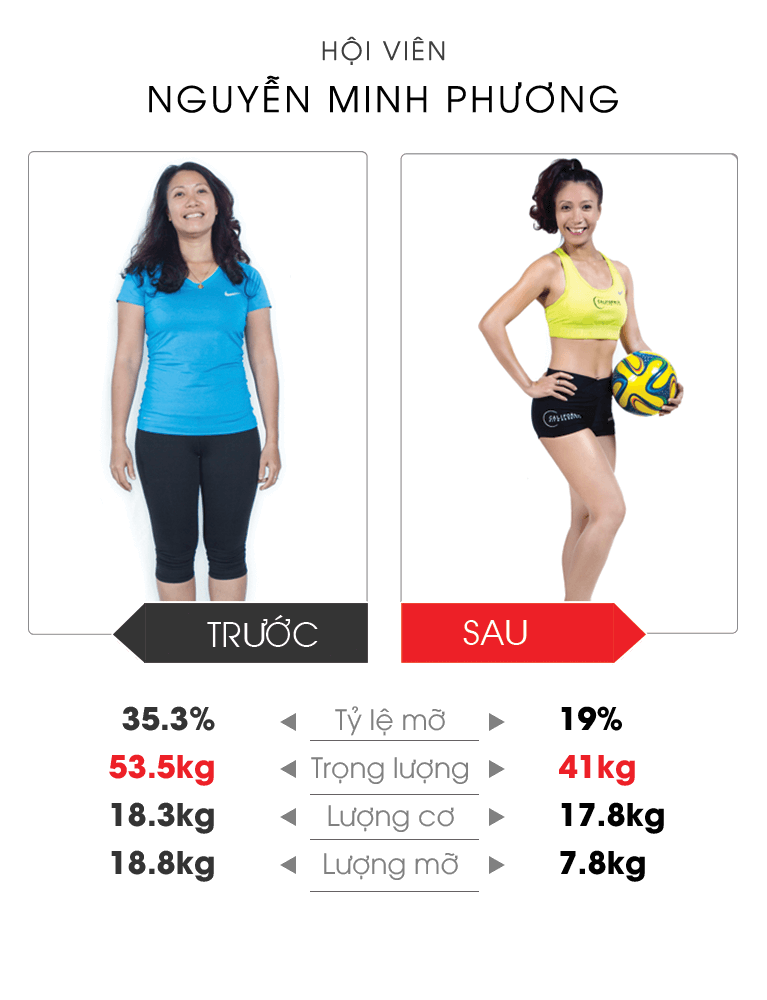 HỘI VIÊN
NGUYỄN MINH PHƯƠNG
TRƯỚC
SAU
35.3% Tỷ lệ mỡ 19%
53.5kg Trọng lượng 41kg
18.3kg Lượng cơ 17.8kg
18.8kg Lượng mỡ 7.8kg